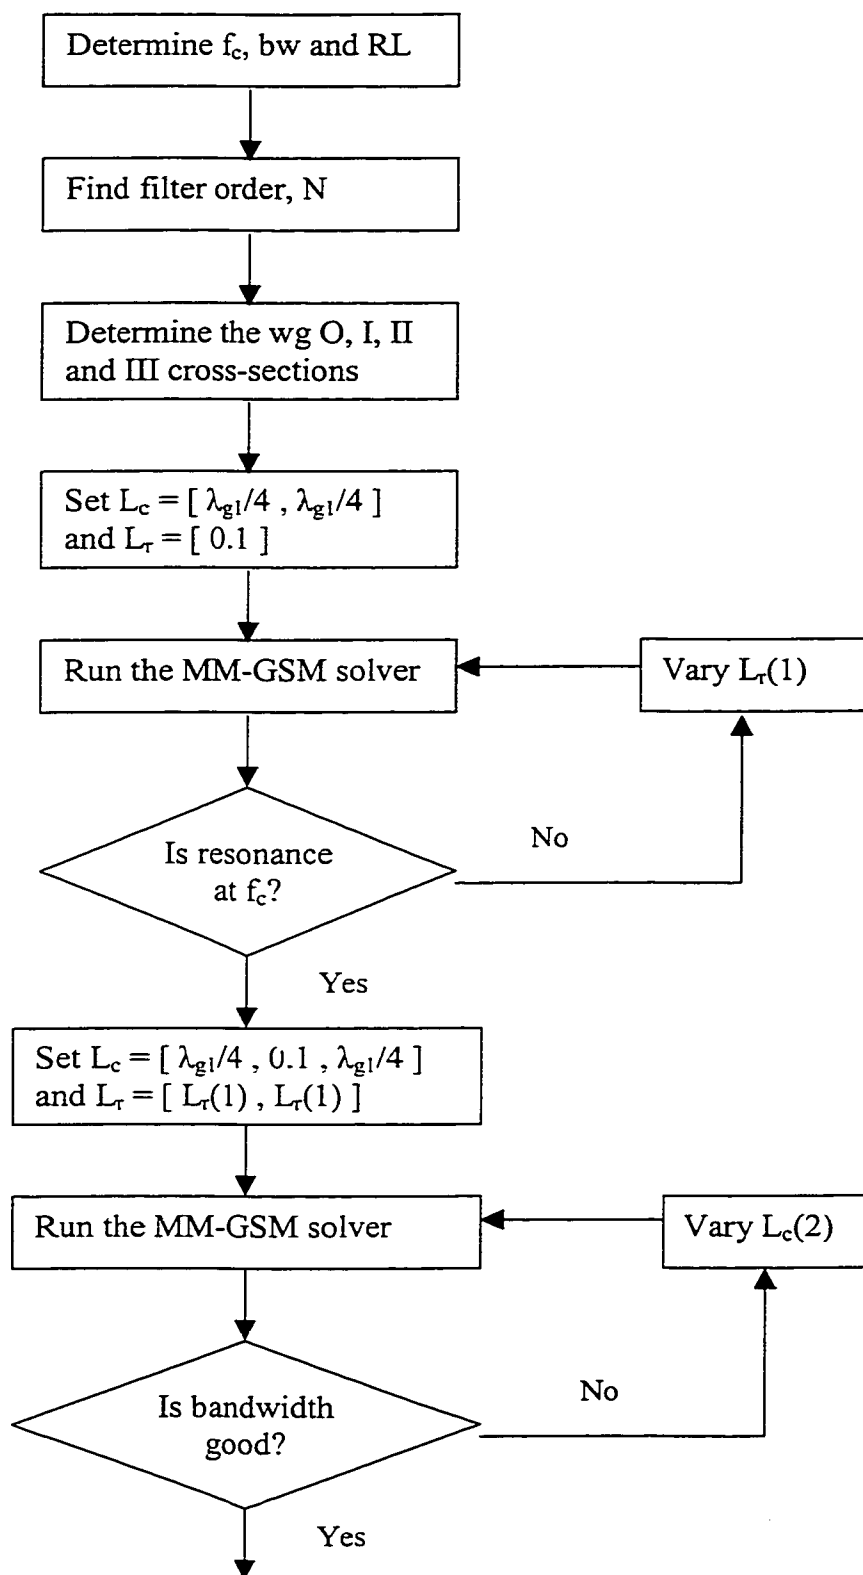 Determine f_c, bw and RL
Find filter order, N
Determine the wg O, I, II
and III cross-sections
Set L_c = [ λ_g1/4 , λ_g1/4 ]
and L_r = [ 0.1 ]
Run the MM-GSM solver
Vary L_r(1)
Is resonance
at f_c?
No
Yes
Set L_c = [ λ_g1/4 , 0.1 , λ_g1/4 ]
and L_r = [ L_r(1) , L_r(1) ]
Run the MM-GSM solver
Vary L_c(2)
Is bandwidth
good?
No
Yes